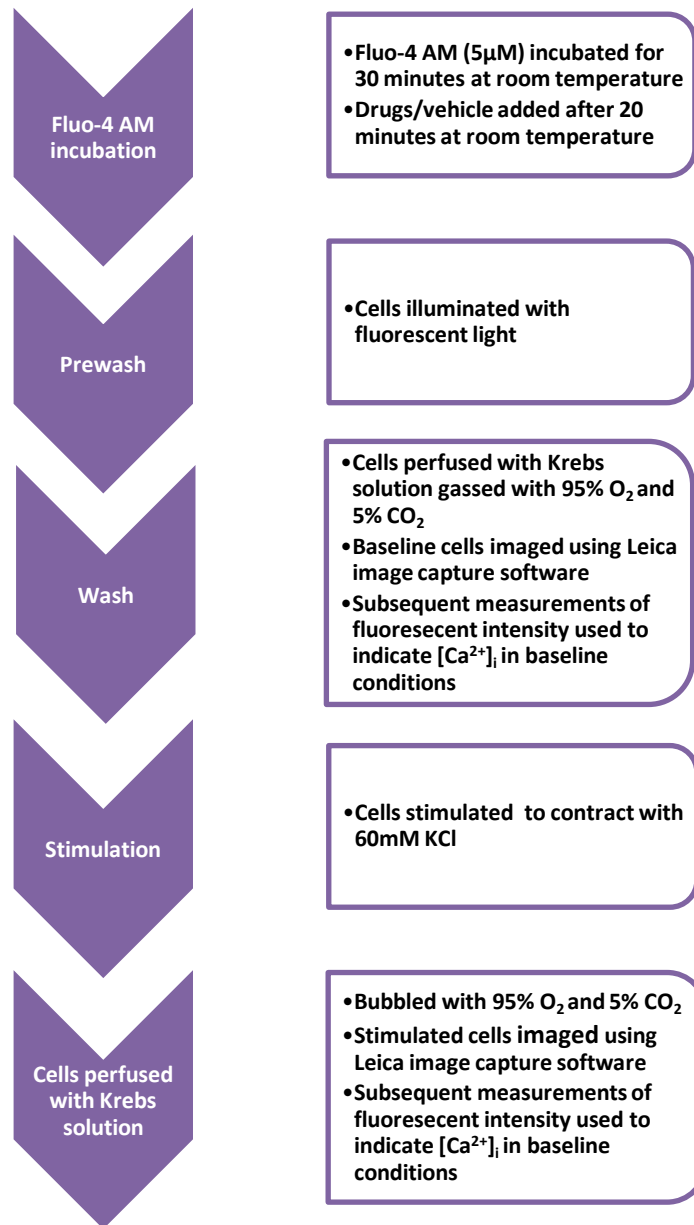 Fluo-4 AM
incubation
•Fluo-4 AM (5µM) incubated for
30 minutes at room temperature
•Drugs/vehicle added after 20
minutes at room temperature
Prewash
•Cells illuminated with
fluorescent light
Wash
•Cells perfused with Krebs
solution gassed with 95% O₂ and
5% CO₂
•Baseline cells imaged using Leica
image capture software
•Subsequent measurements of
fluoresecent intensity used to
indicate [Ca²⁺]ᵢ in baseline
conditions
Stimulation
•Cells stimulated to contract with
60mM KCl
Cells perfused
with Krebs
solution
•Bubbled with 95% O₂ and 5% CO₂
•Stimulated cells imaged using
Leica image capture software
•Subsequent measurements of
fluoresecent intensity used to
indicate [Ca²⁺]ᵢ in baseline
conditions